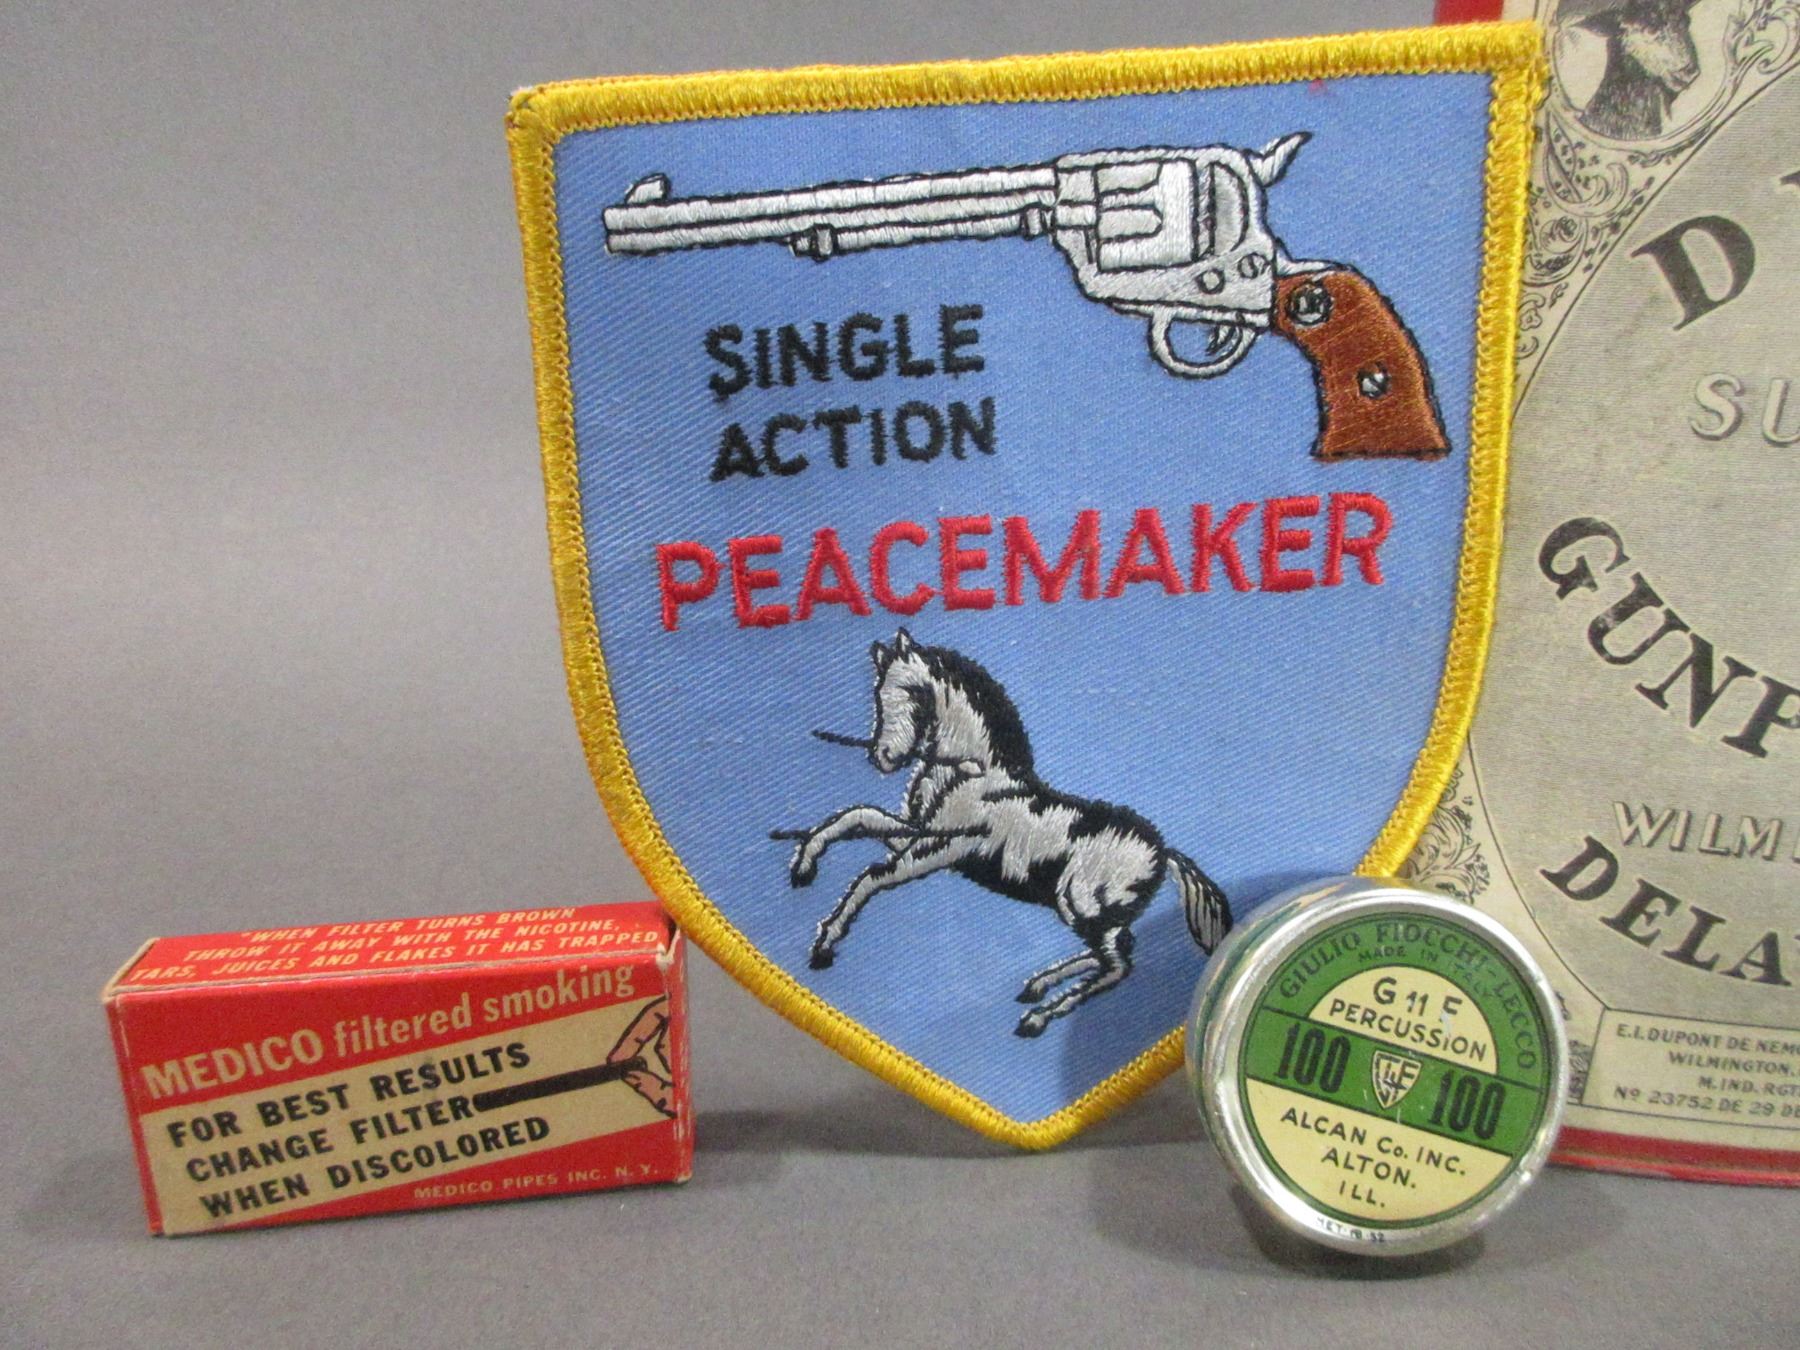 SINGLE
ACTION
PEACEMAKER
"WHEN FILTER TURNS BROWN
THROW IT AWAY WITH THE NICOTINE,
TARS, JUICES AND FLAKES IT HAS TRAPPED
MEDICO filtered smoking
FOR BEST RESULTS
CHANGE FILTER
WHEN DISCOLORED
MEDICO PIPES INC. N. Y.
GIULIO FIOCCHI-LECCO
MADE IN ITALY
G 11 F
PERCUSSION
100 100
ALCAN Co. INC.
ALTON.
ILL.
D
SU
GUNP
WILM
DELA
E.I. DUPONT DE NEMO
WILMINGTON,
M. IND. RGT
Nº 23752 DE 29 DE